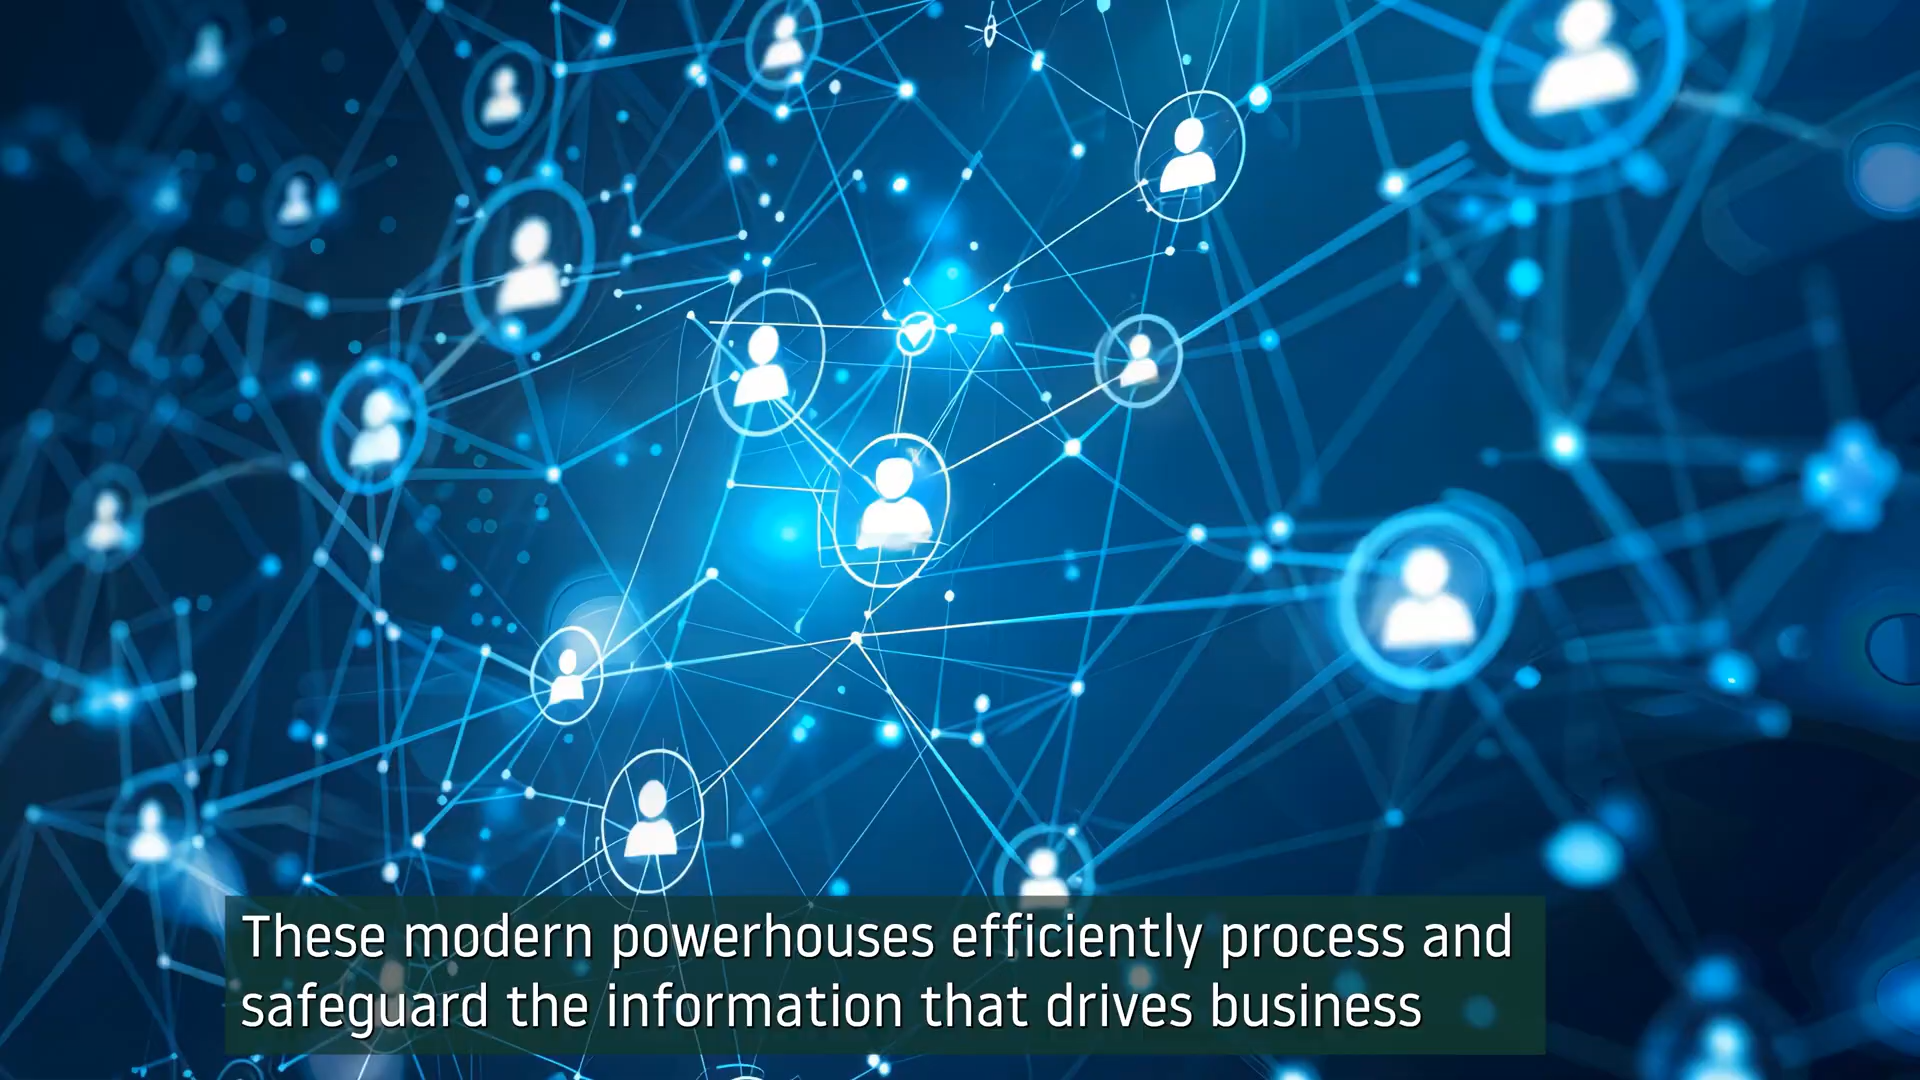 These modern powerhouses efficiently process and
safeguard the information that drives business